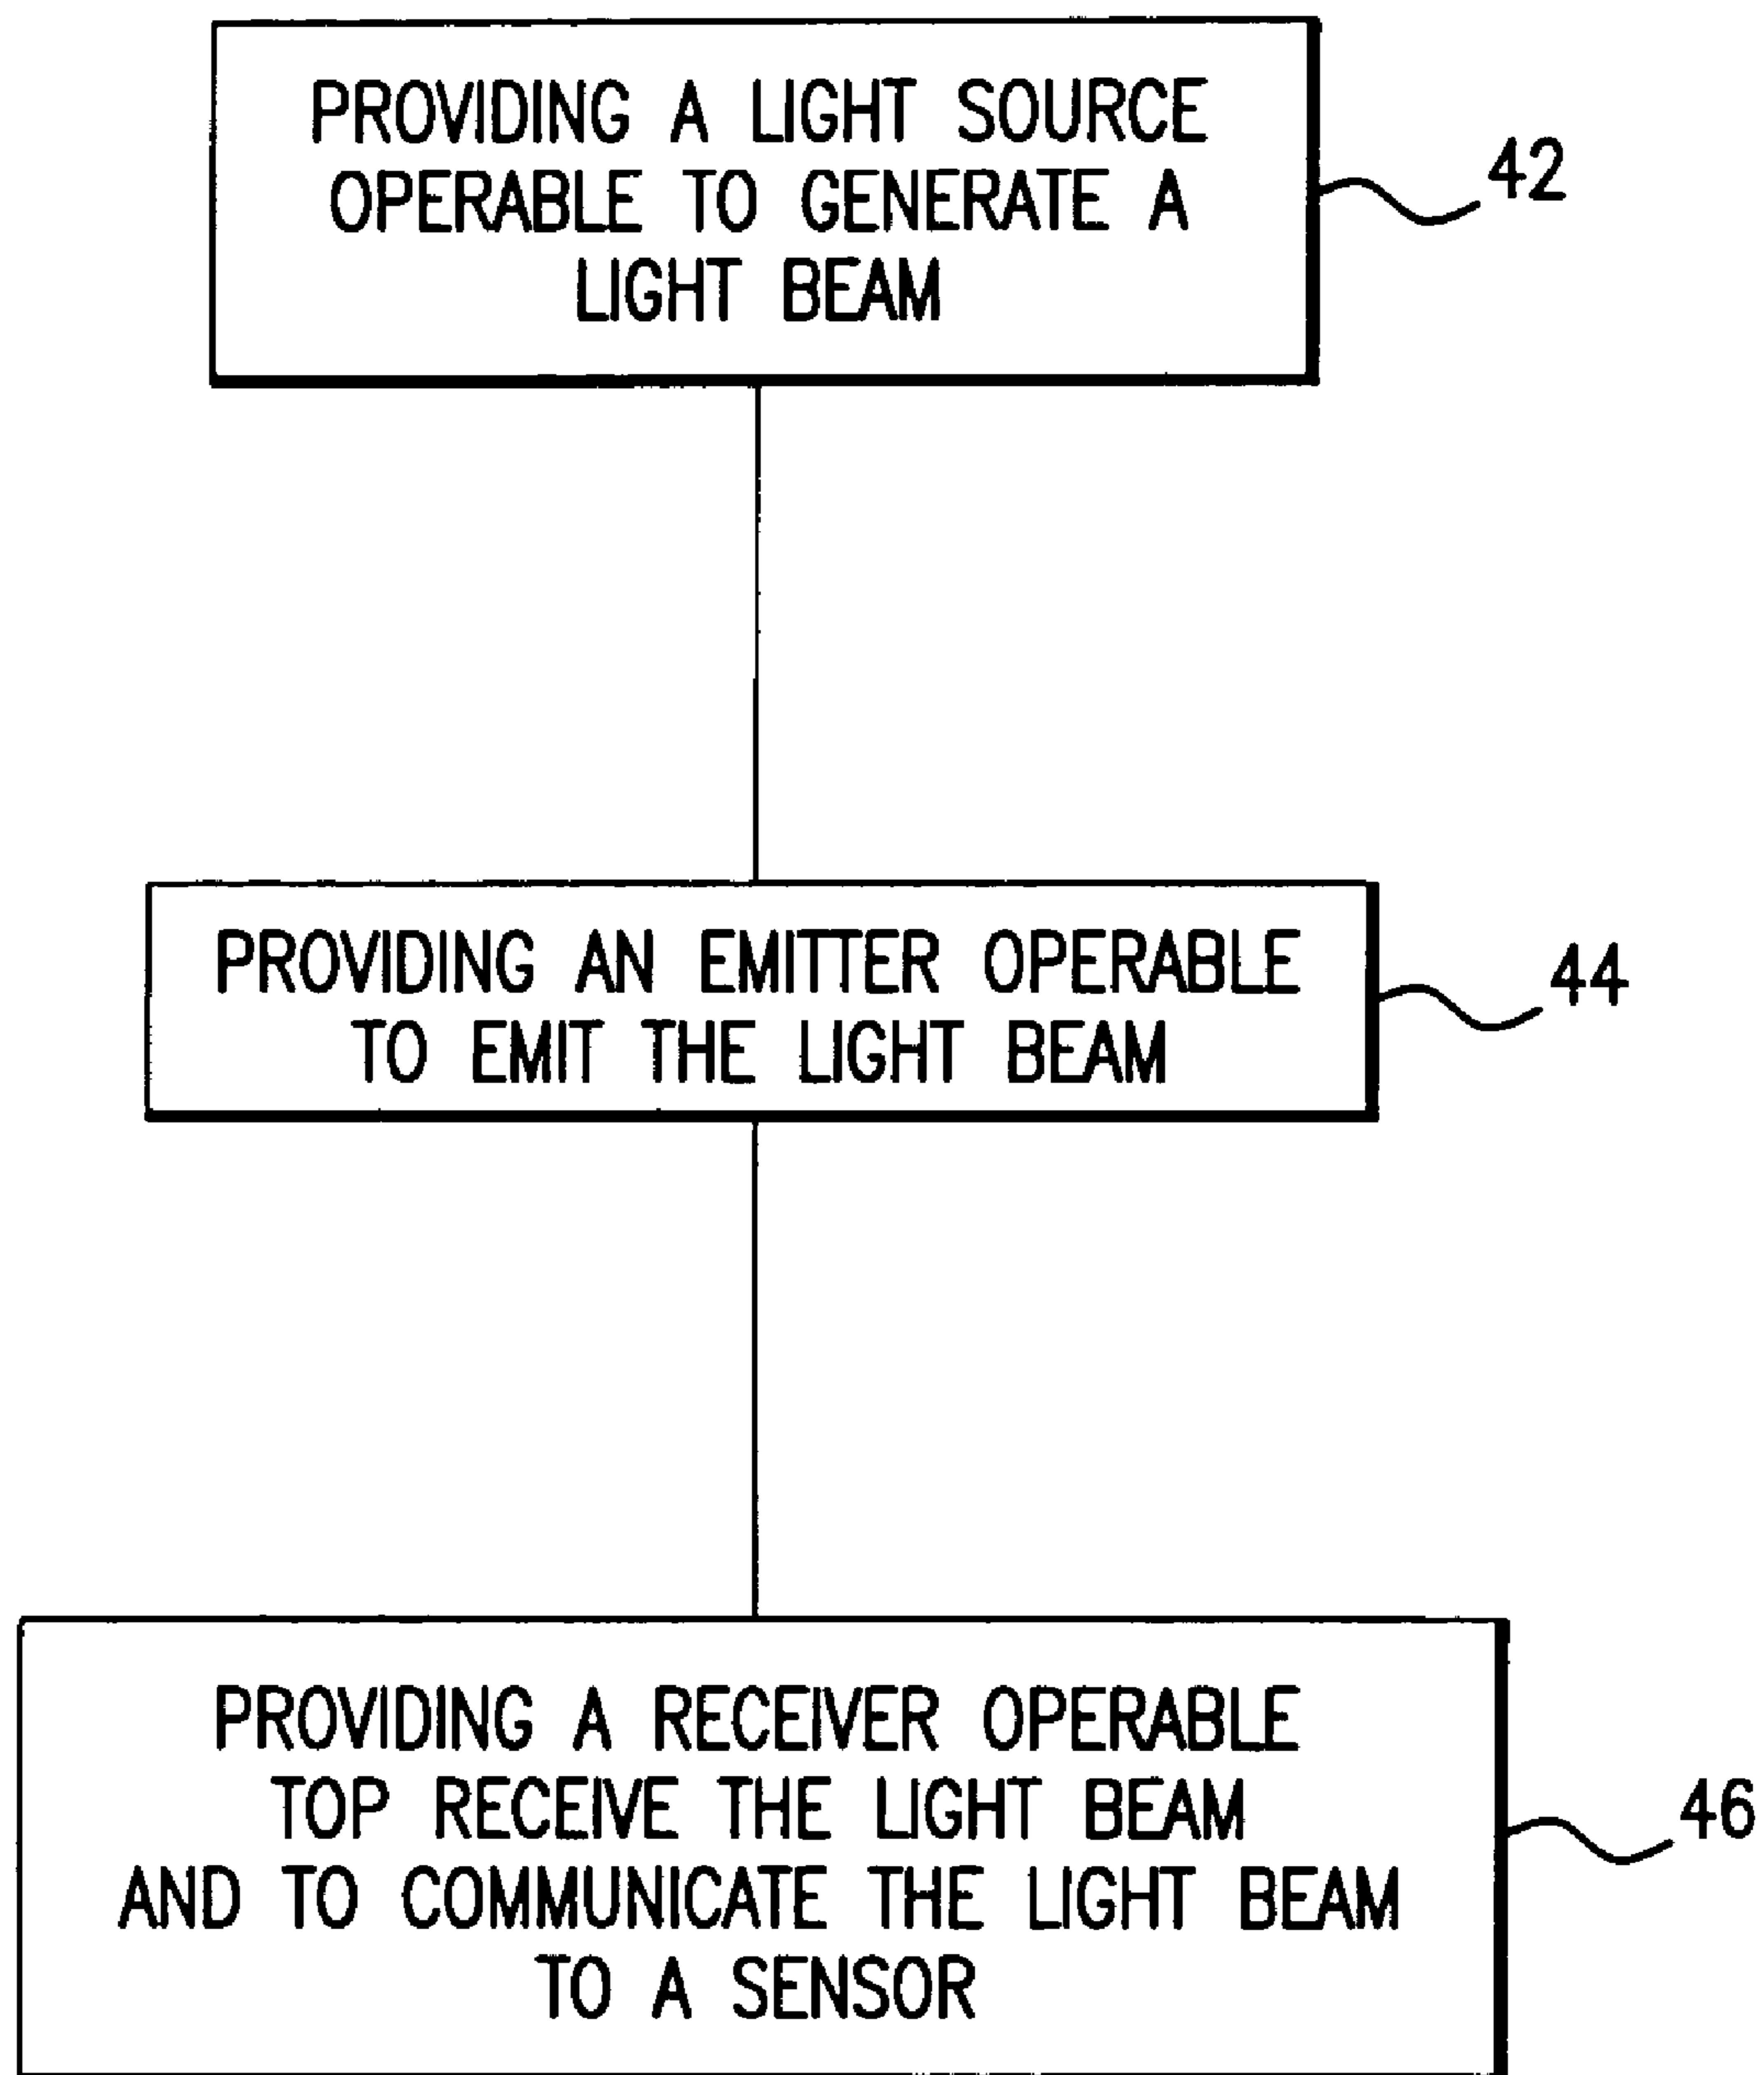 PROVIDING A LIGHT SOURCE
OPERABLE TO GENERATE A
LIGHT BEAM
42
PROVIDING AN EMITTER OPERABLE
TO EMIT THE LIGHT BEAM
44
PROVIDING A RECEIVER OPERABLE
TOP RECEIVE THE LIGHT BEAM
AND TO COMMUNICATE THE LIGHT BEAM
TO A SENSOR
46